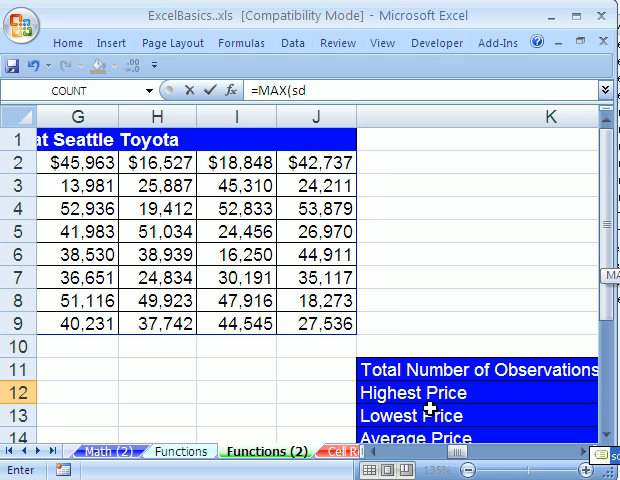 ExcelBasics..xls [Compatibility Mode] - Microsoft Excel
Home Insert Page Layout Formulas Data Review View Developer Add-Ins
COUNT =MAX(sd
G H I J K
1 at Seattle Toyota
2 $45,963 $16,527 $18,848 $42,737
3 13,981 25,887 45,310 24,211
4 52,936 19,412 52,833 53,879
5 41,983 51,034 24,456 26,970
6 38,530 38,939 16,250 44,911
7 36,651 24,834 30,191 35,117
8 51,116 49,923 47,916 18,273
9 40,231 37,742 44,545 27,536
10
11 Total Number of Observations
12 Highest Price
13 Lowest Price
14 Average Price
Math (2) Functions Functions (2) Cell R
Enter 135%